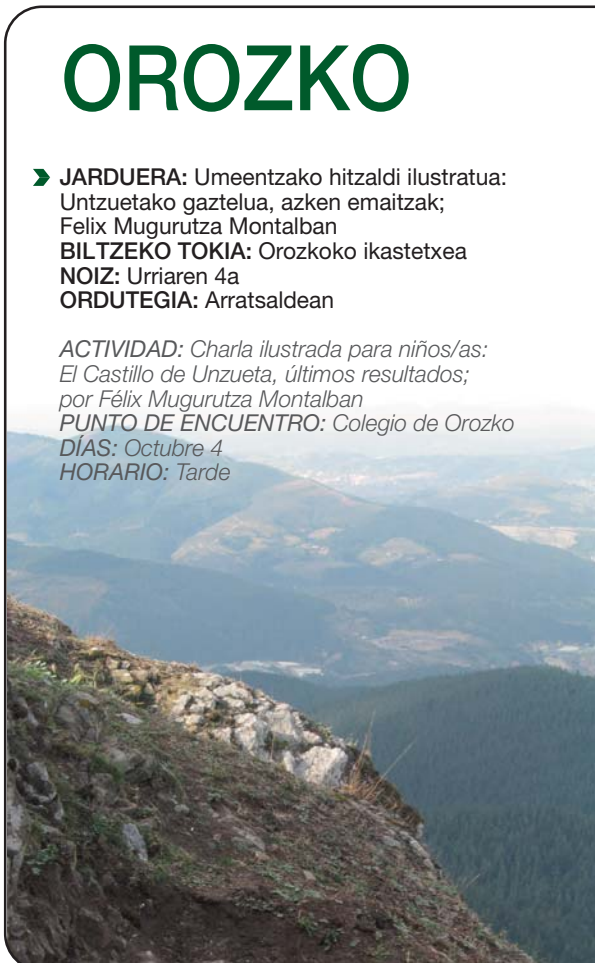 OROZKO
JARDUERA: Umeentzako hitzaldi ilustratua:
Untzuetako gaztelua, azken emaitzak;
Felix Mugurutza Montalban
BILTZEKO TOKIA: Orozkoko ikastetxea
NOIZ: Urriaren 4a
ORDUTEGIA: Arratsaldean
ACTIVIDAD: Charla ilustrada para niños/as:
El Castillo de Unzueta, últimos resultados;
por Félix Mugurutza Montalban
PUNTO DE ENCUENTRO: Colegio de Orozko
DÍAS: Octubre 4
HORARIO: Tarde